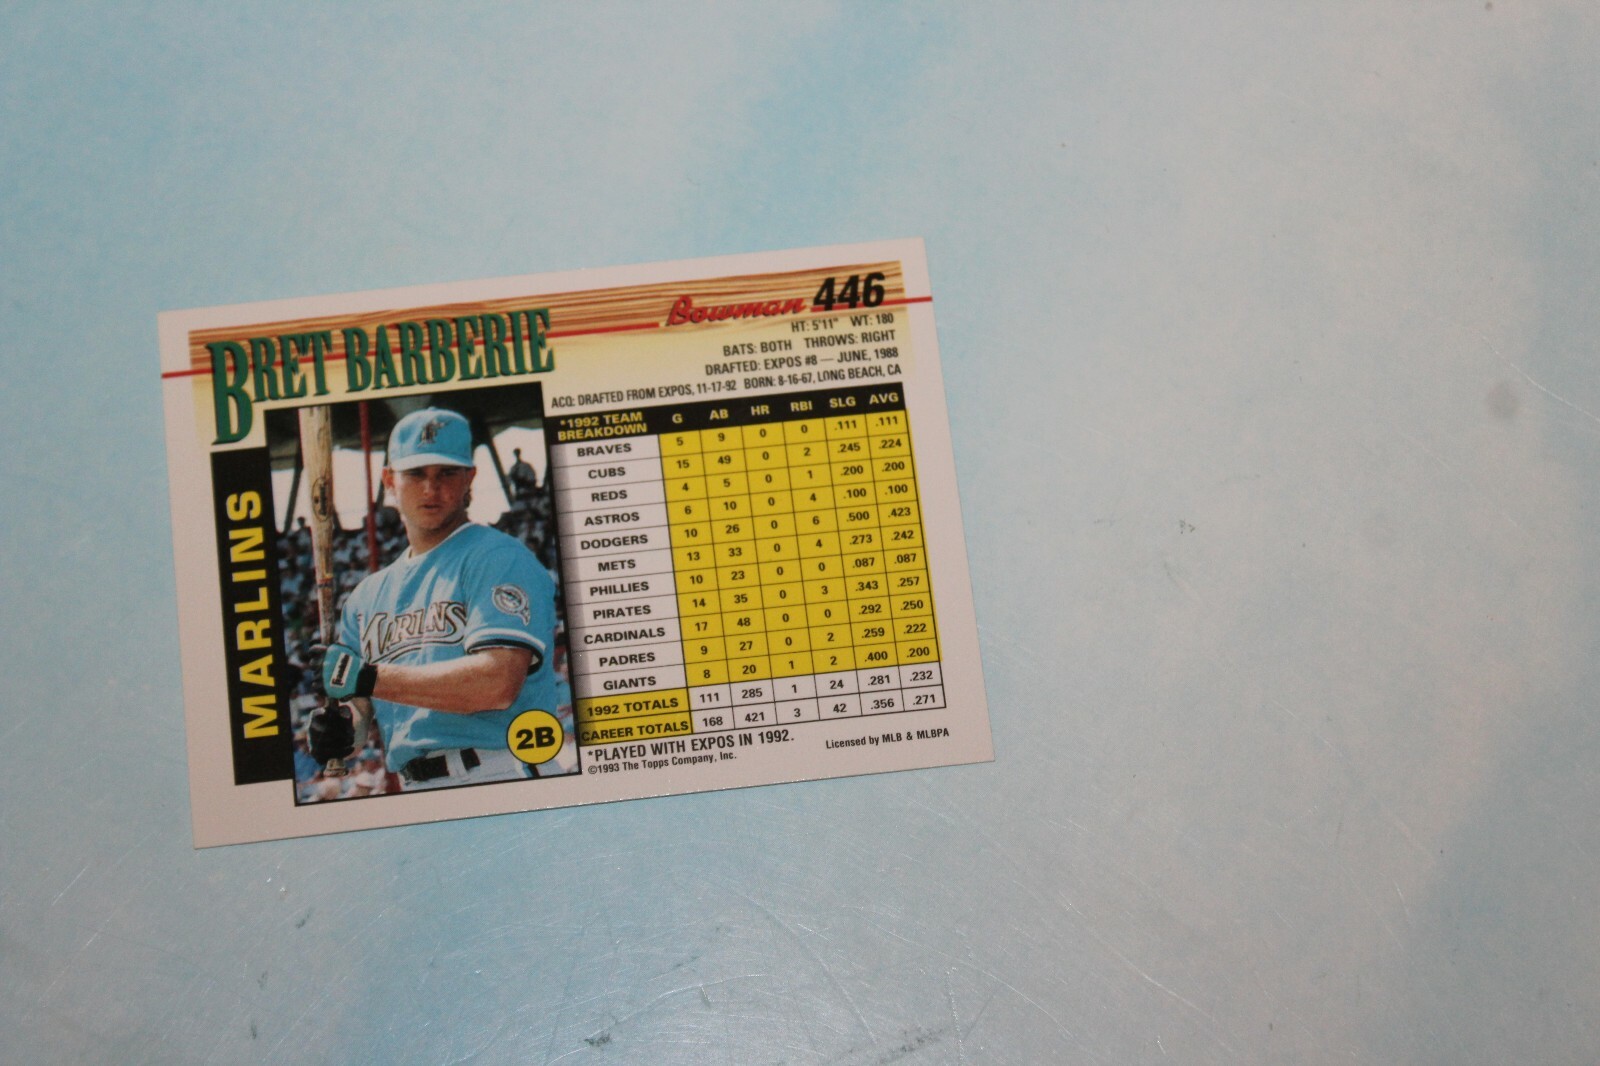 Bowman 446
BRET BARBERIE
HT: 5'11" WT: 180
BATS: BOTH THROWS: RIGHT
DRAFTED: EXPOS #8 — JUNE, 1988
ACQ: DRAFTED FROM EXPOS, 11-17-92 BORN: 8-16-67, LONG BEACH, CA
MARLINS
MARLINS
Franklin
2B
*1992 TEAM BREAKDOWN G AB HR RBI SLG AVG
BRAVES 5 9 0 0 .111 .111
CUBS 15 49 0 2 .245 .224
REDS 4 5 0 1 .200 .200
ASTROS 6 10 0 4 .100 .100
DODGERS 10 26 0 6 .500 .423
METS 13 33 0 4 .273 .242
PHILLIES 10 23 0 0 .087 .087
PIRATES 14 35 0 3 .343 .257
CARDINALS 17 48 0 0 .292 .250
PADRES 9 27 0 2 .259 .222
GIANTS 8 20 1 2 .400 .200
1992 TOTALS 111 285 1 24 .281 .232
CAREER TOTALS 168 421 3 42 .356 .271
*PLAYED WITH EXPOS IN 1992.
©1993 The Topps Company, Inc.
Licensed by MLB & MLBPA